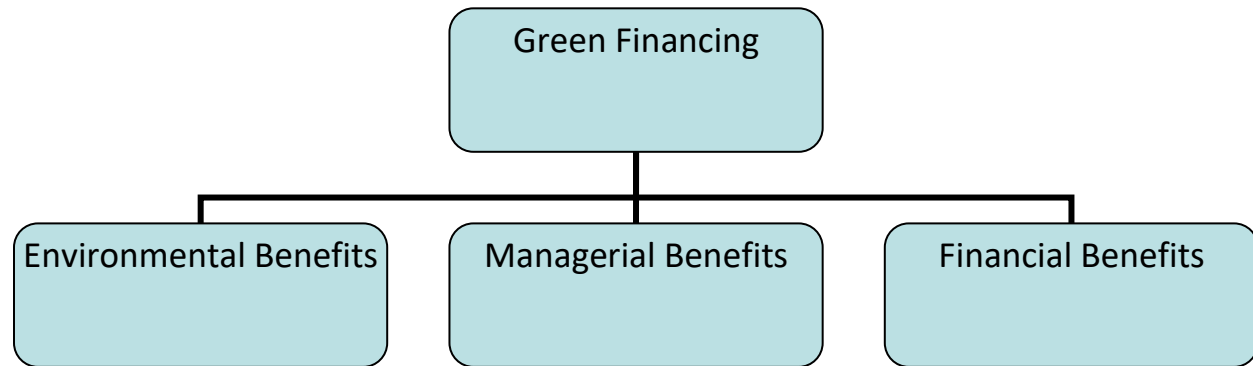 Green Financing
Environmental Benefits
Managerial Benefits
Financial Benefits